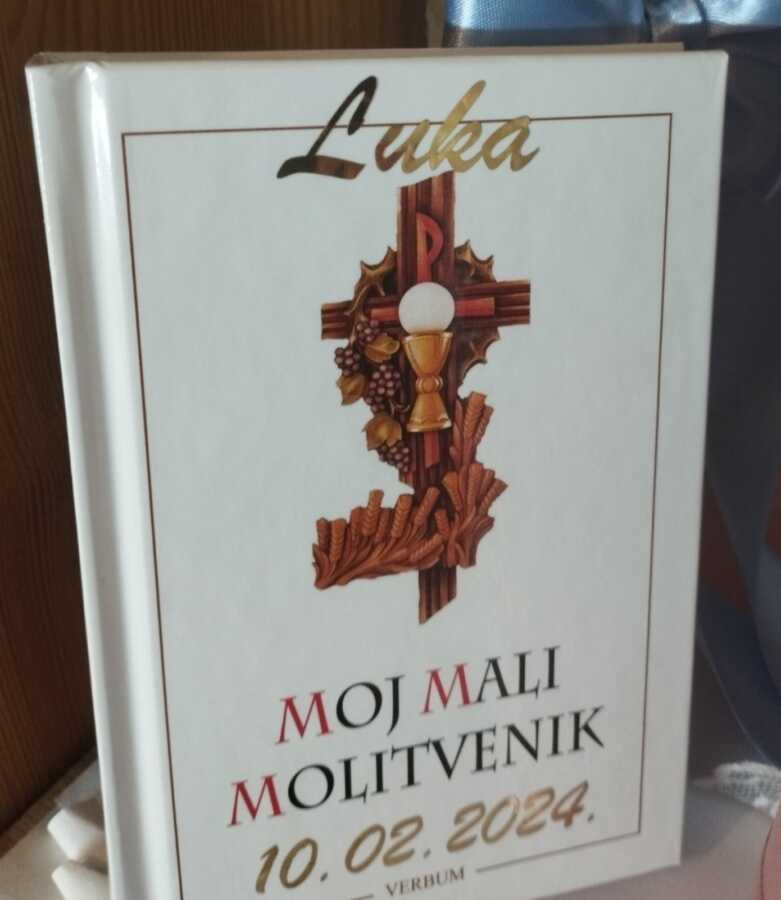 Luka
MOJ MALI
MOLITVENIK
10.02.2024.
VERBUM